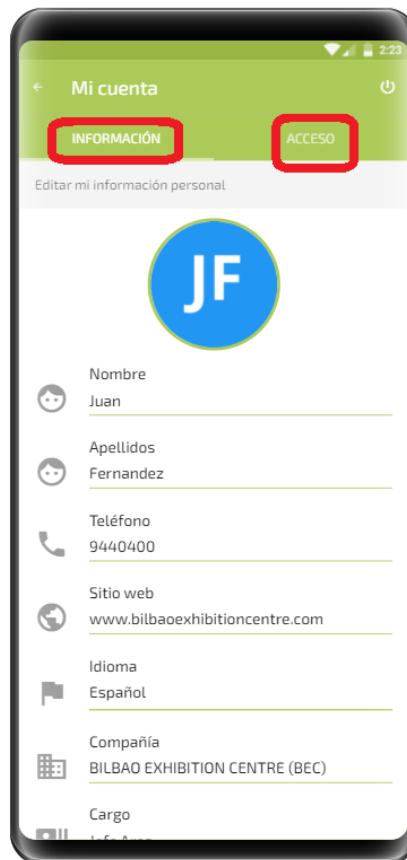 2:23
Mi cuenta
INFORMACIÓN
ACCESO
Editar mi información personal
JF
Nombre
Juan
Apellidos
Fernandez
Teléfono
9440400
Sitio web
www.bilbaoexhibitioncentre.com
Idioma
Español
Compañía
BILBAO EXHIBITION CENTRE (BEC)
Cargo